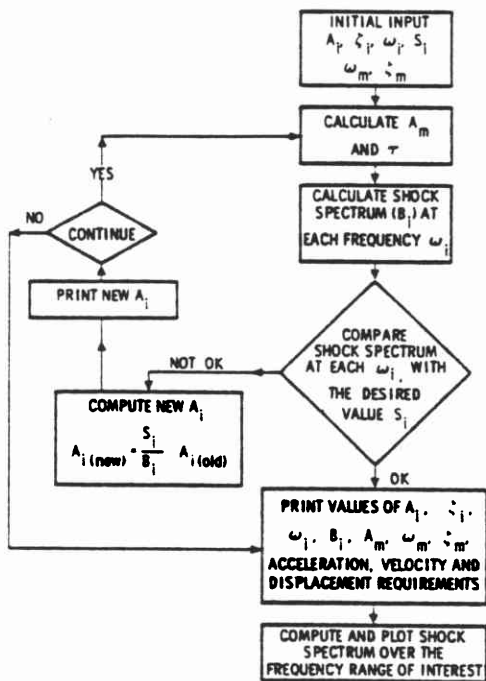 INITIAL INPUT
A_i, ζ_i, ω_i, S_i
ω_m, ζ_m
CALCULATE A_m
AND τ
CALCULATE SHOCK
SPECTRUM (B_i) AT
EACH FREQUENCY ω_i
COMPARE
SHOCK SPECTRUM
AT EACH ω_i, WITH
THE DESIRED
VALUE S_i
NOT OK
COMPUTE NEW A_i
A_i (new) = S_i/B_i A_i (old)
PRINT NEW A_i
CONTINUE
YES
NO
OK
PRINT VALUES OF A_i, ζ_i,
ω_i, B_i, A_m, ω_m, ζ_m,
ACCELERATION, VELOCITY AND
DISPLACEMENT REQUIREMENTS
COMPUTE AND PLOT SHOCK
SPECTRUM OVER THE
FREQUENCY RANGE OF INTEREST